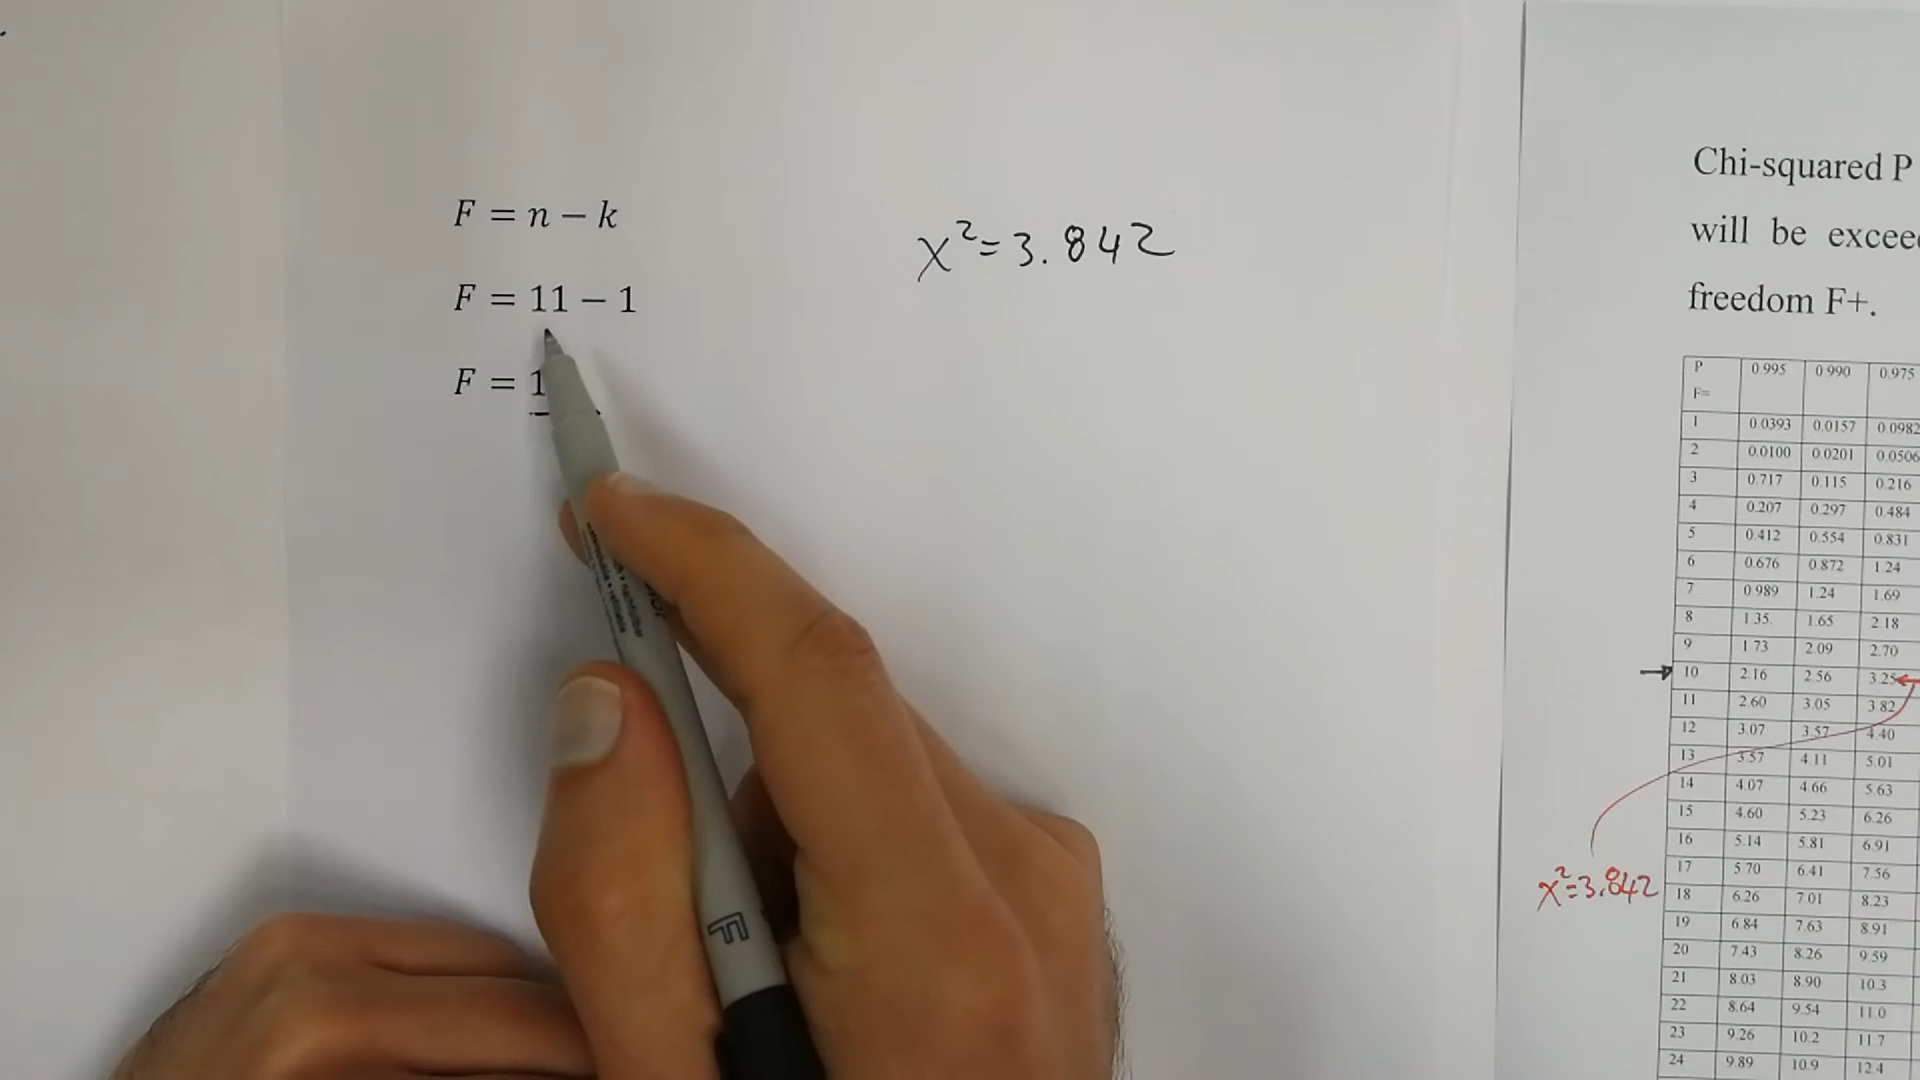 F = n − k
F = 11 − 1
F = 1
χ²=3.842
F
Chi-squared P
will be
freedom F+.
P 0.995 0.990 0.975
F=
1 0.0393 0.0157 0.0982
2 0.0100 0.0201 0.0506
3 0.717 0.115 0.216
4 0.207 0.297 0.484
5 0.412 0.554 0.831
6 0.676 0.872 1.24
7 0.989 1.24 1.69
8 1.35. 1.65 2.18
9 1.73 2.09 2.70
10 2.16 2.56 3.25
11 2.60 3.05 3.82
12 3.07 3.57 4.40
13 3.57 4.11 5.01
14 4.07 4.66 5.63
15 4.60 5.23 6.26
16 5.14 5.81 6.91
17 5.70 6.41 7.56
χ²=3.842
18 6.26 7.01 8.23
19 6.84 7.63 8.91
20 7.43 8.26 9.59
21 8.03 8.90 10.3
22 8.64 9.54 11.0
23 9.26 10.2 11.7
24 9.89 10.9 12.4